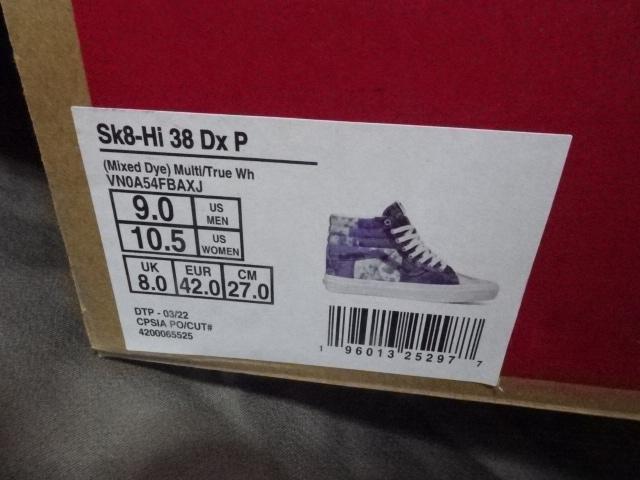 Sk8-Hi 38 Dx P
(Mixed Dye) Multi/True Wh
VN0A54FBAXJ
9.0 US MEN
10.5 US WOMEN
UK 8.0 EUR 42.0 CM 27.0
DTP - 03/22
CPSIA PO/CUT#
4200065525
1 96013 25297 7